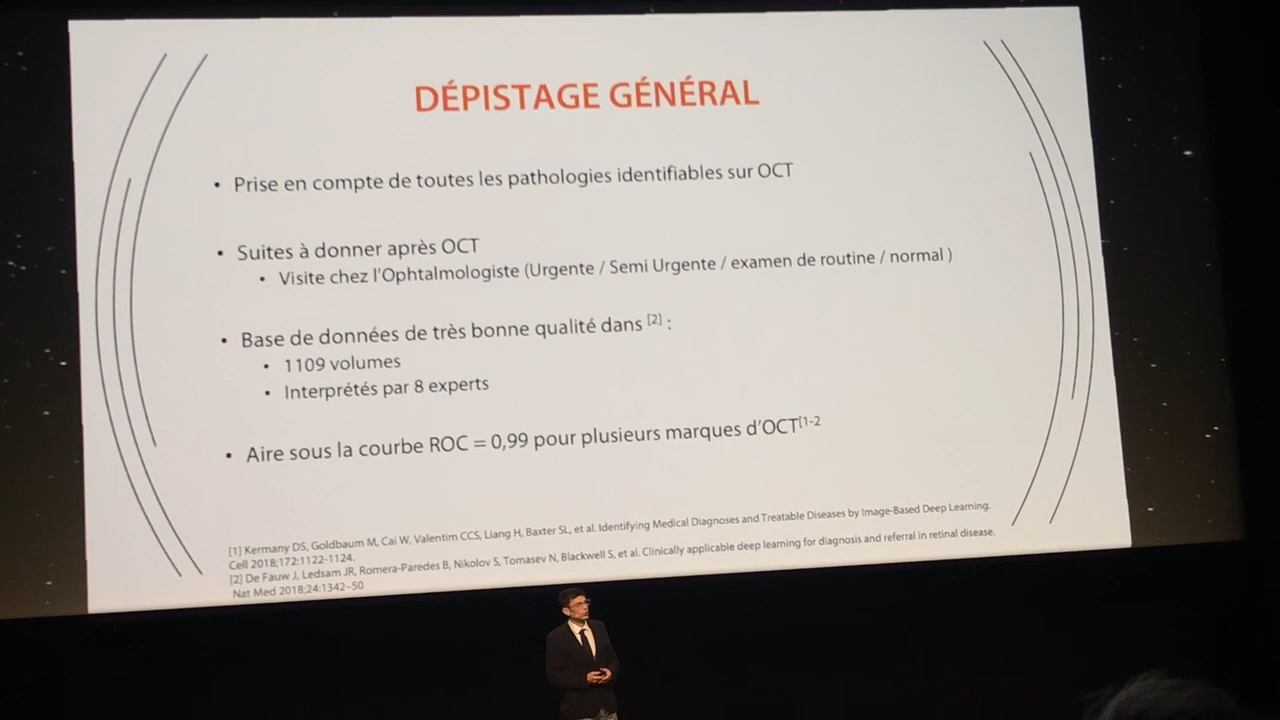 DÉPISTAGE GÉNÉRAL
• Prise en compte de toutes les pathologies identifiables sur OCT
• Suites à donner après OCT
• Visite chez l'Ophtalmologiste (Urgente / Semi Urgente / examen de routine / normal )
• Base de données de très bonne qualité dans [2] :
• 1109 volumes
• Interprétés par 8 experts
• Aire sous la courbe ROC = 0,99 pour plusieurs marques d'OCT[1-2
[1] Kermany DS, Goldbaum M, Cai W, Valentim CCS, Liang H, Baxter SL, et al. Identifying Medical Diagnoses and Treatable Diseases by Image-Based Deep Learning.
Cell 2018;172:1122-1124.
[2] De Fauw J, Ledsam JR, Romera-Paredes B, Nikolov S, Tomasev N, Blackwell S, et al. Clinically applicable deep learning for diagnosis and referral in retinal disease.
Nat Med 2018;24:1342–50